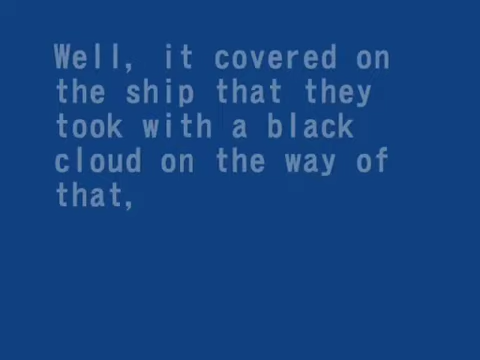 Well, it covered on
the ship that they
took with a black
cloud on the way of
that,